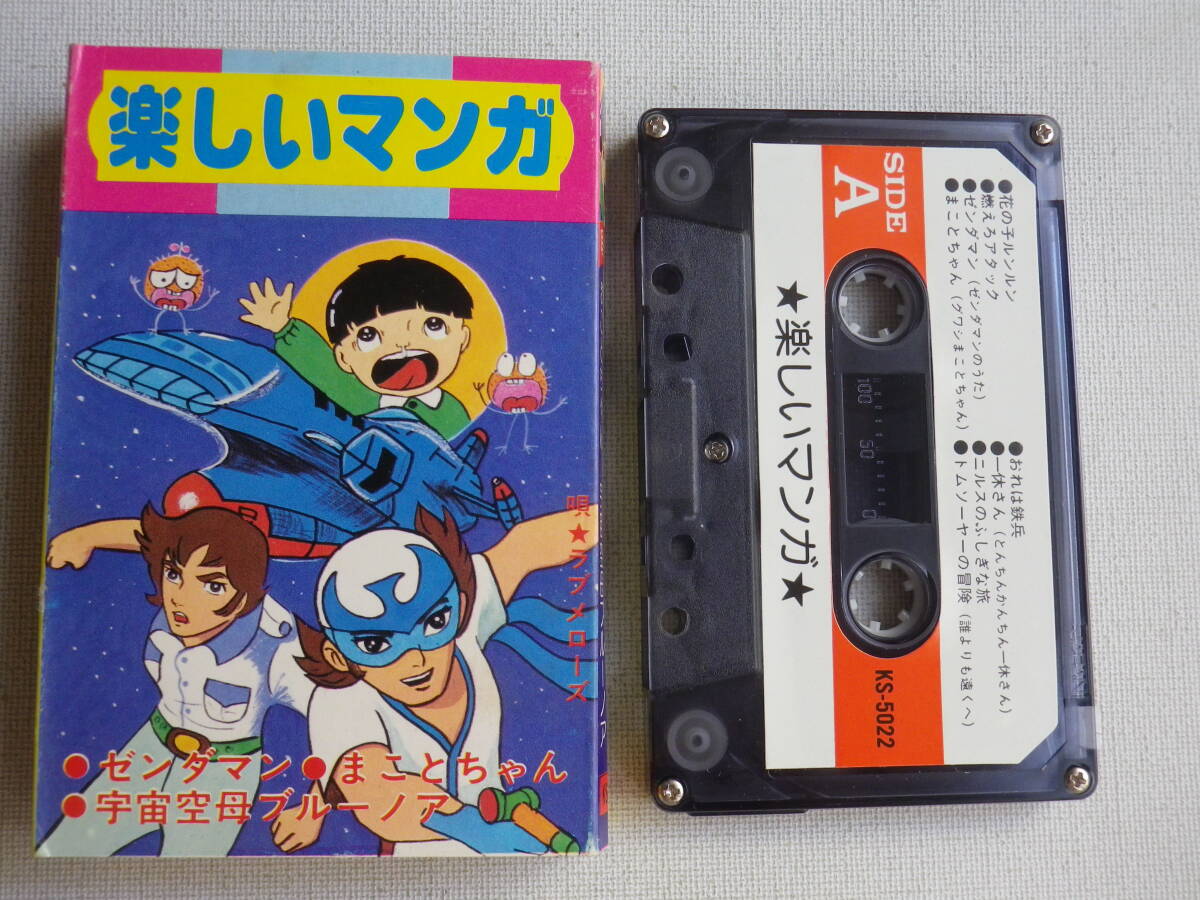 楽しいマンガ
唄★ラブメローズ
●ゼンダマン●まことちゃん
●宇宙空母ブルーノア
SIDE
A
●花の子ルンルン
●燃えろアタック
●ゼンダマン（ゼンダマンのうた）
●まことちゃん（グワシまことちゃん）
●おれは鉄兵
●一休さん（とんちんかんちん一休さん）
●ニルスのふしぎな旅
●トムソーヤーの冒険（誰よりも遠くへ）
★楽しいマンガ★
100 50 0
KS-5022